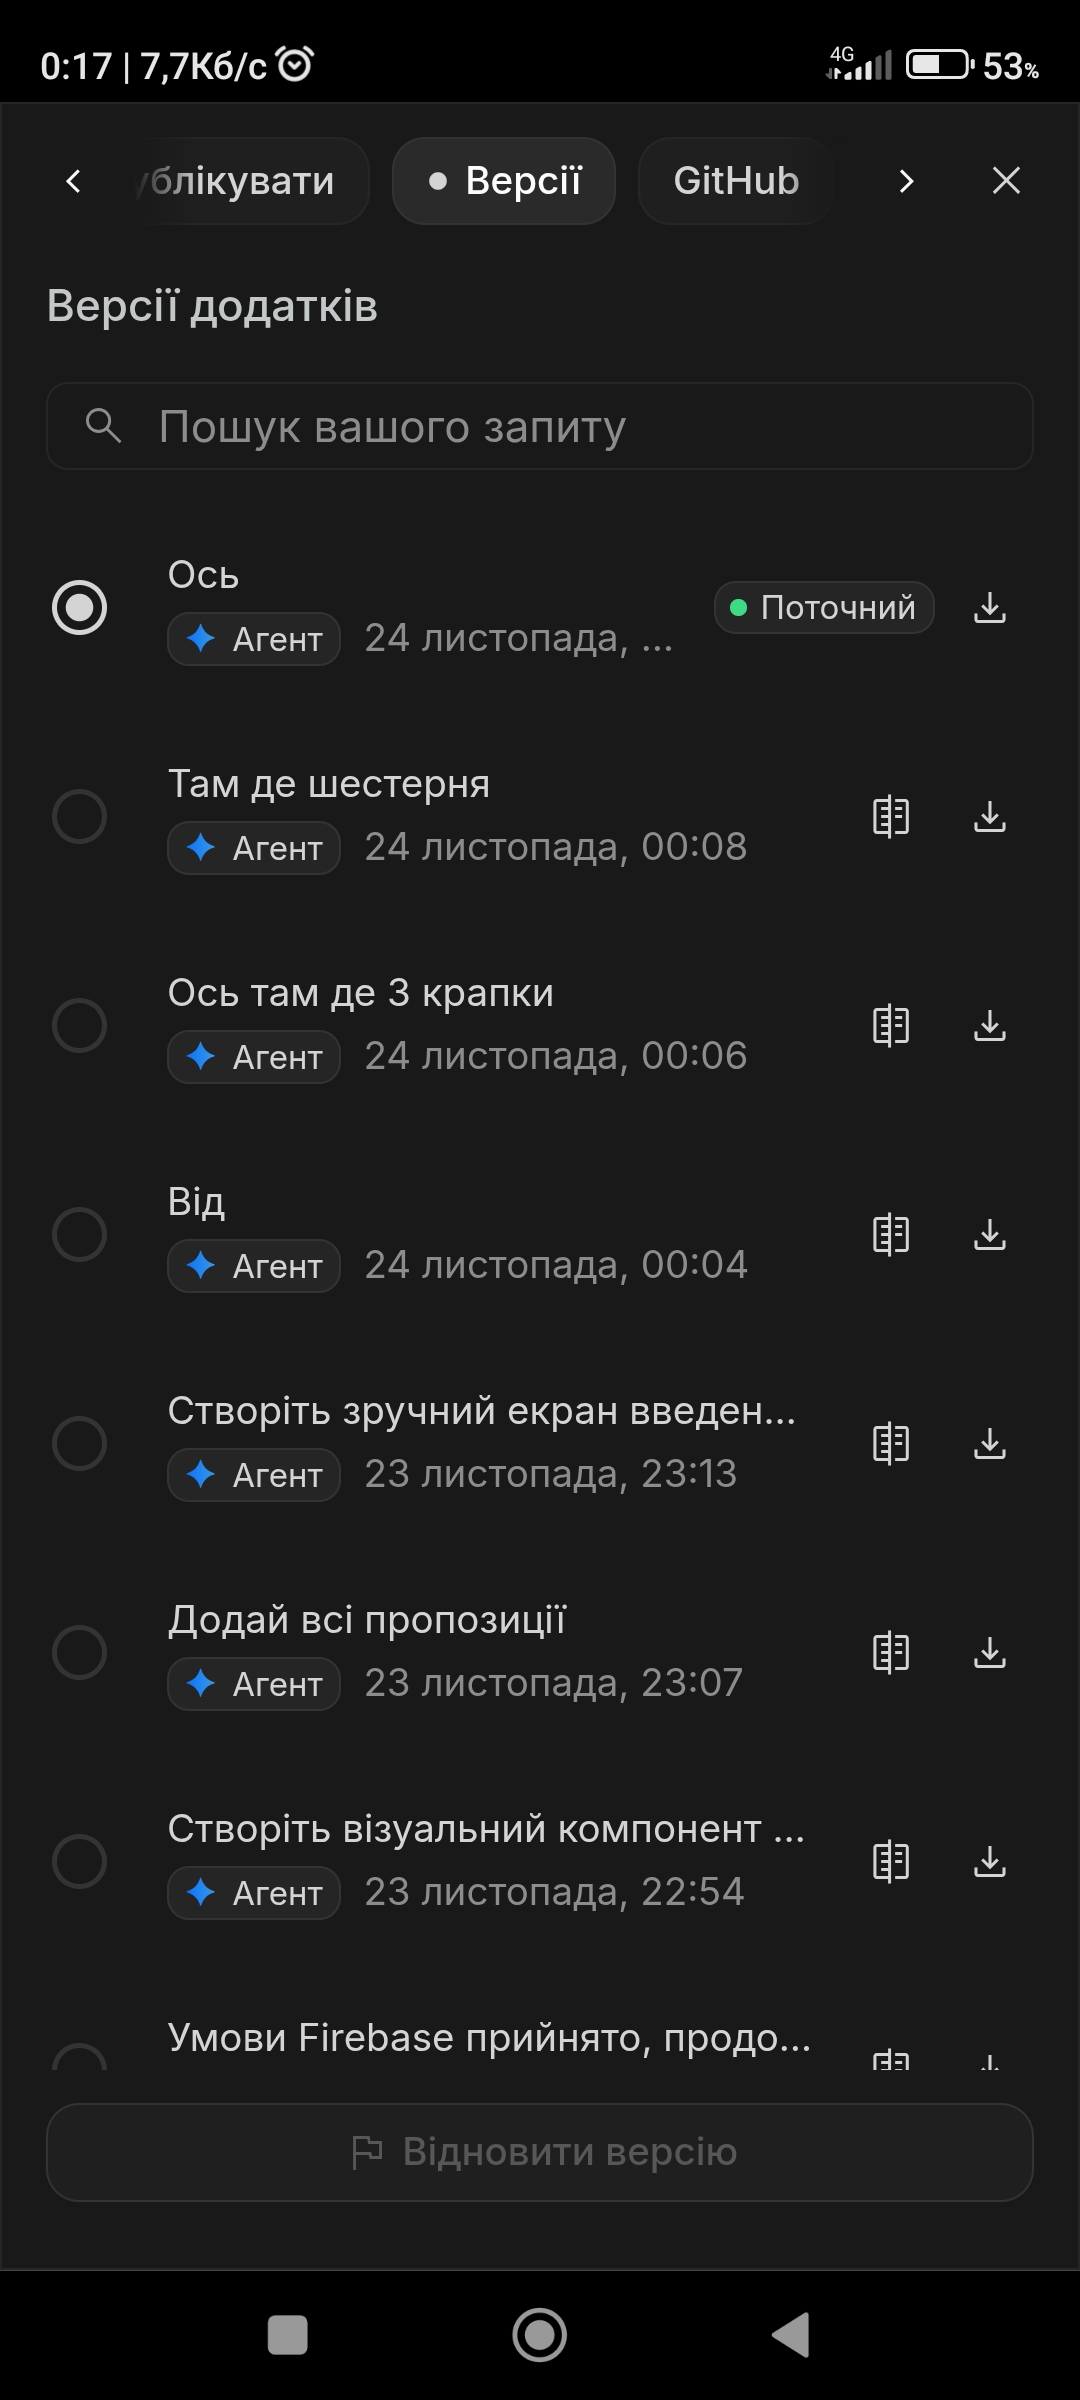 0:17 | 7,7Кб/с
4G
53%
ублікувати
Версії
GitHub
Версії додатків
Пошук вашого запиту
Ось
Агент 24 листопада, ...
Поточний
Там де шестерня
Агент 24 листопада, 00:08
Ось там де 3 крапки
Агент 24 листопада, 00:06
Від
Агент 24 листопада, 00:04
Створіть зручний екран введен...
Агент 23 листопада, 23:13
Додай всі пропозиції
Агент 23 листопада, 23:07
Створіть візуальний компонент ...
Агент 23 листопада, 22:54
Умови Firebase прийнято, продо...
Відновити версію